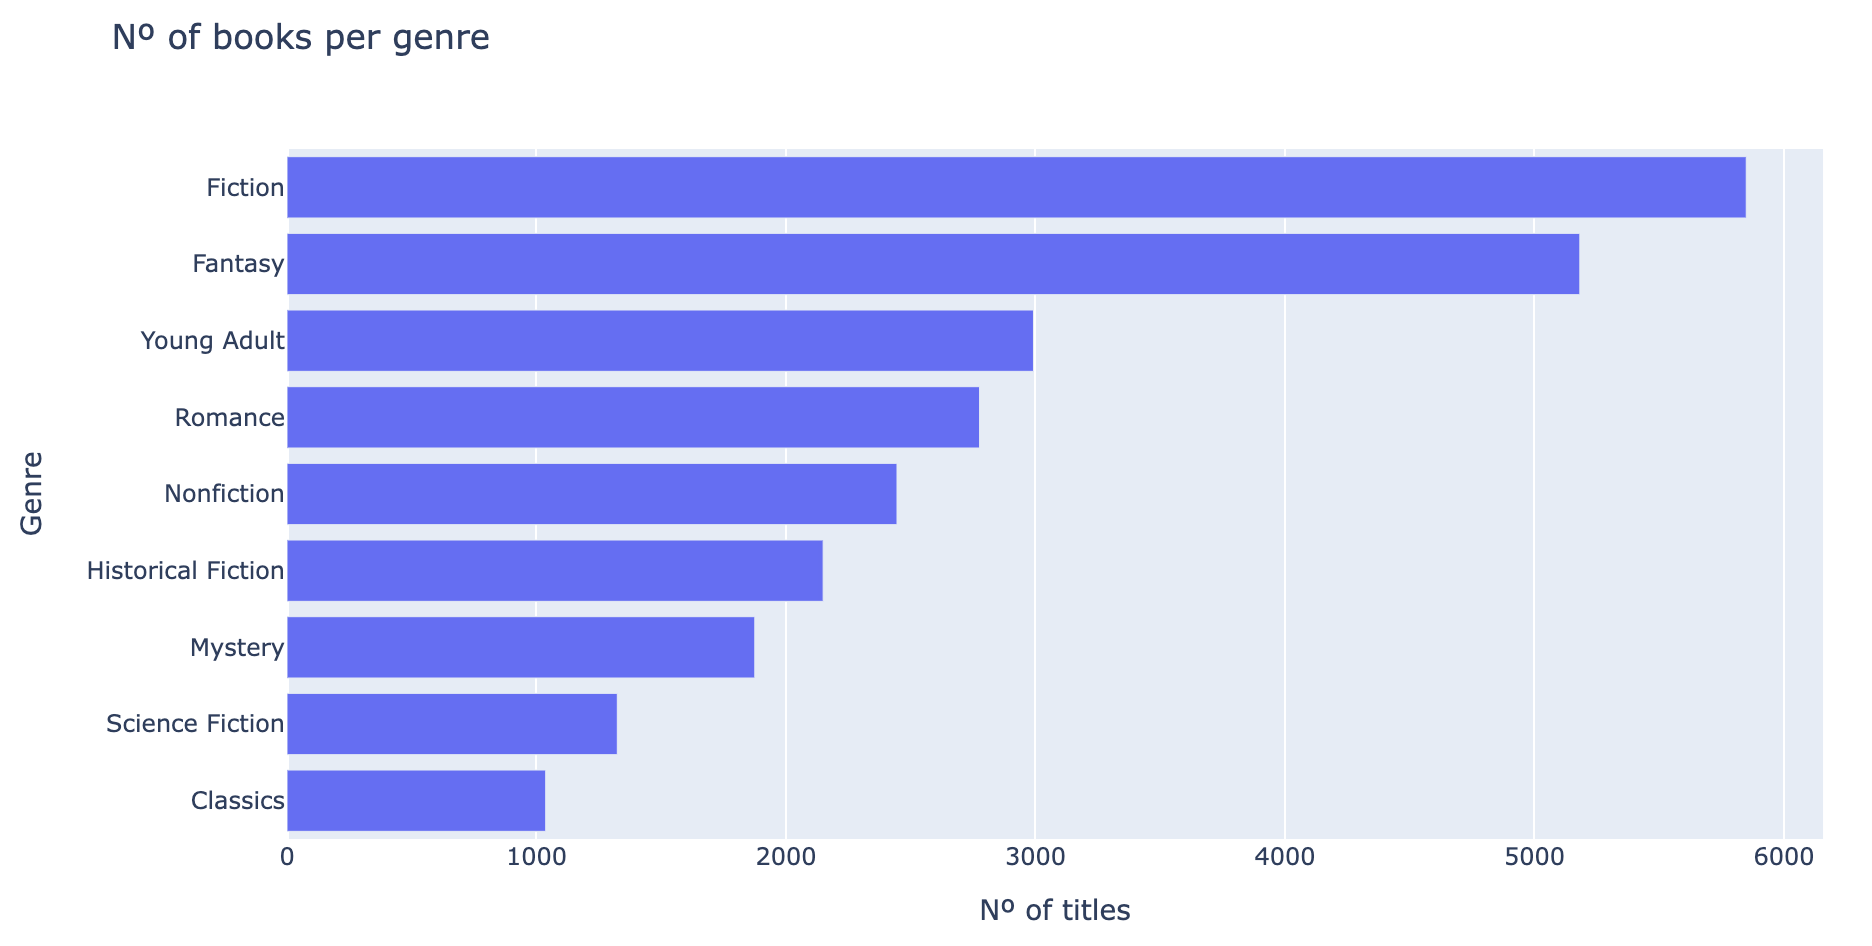 Nº of books per genre
Genre
Fiction
Fantasy
Young Adult
Romance
Nonfiction
Historical Fiction
Mystery
Science Fiction
Classics
0 1000 2000 3000 4000 5000 6000
Nº of titles